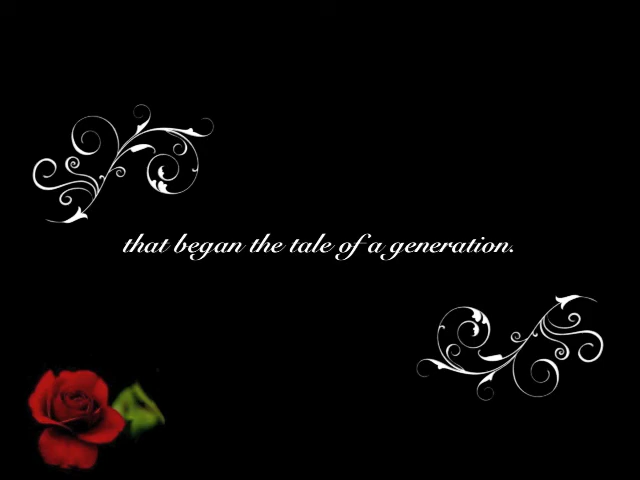 that began the tale of a generation.